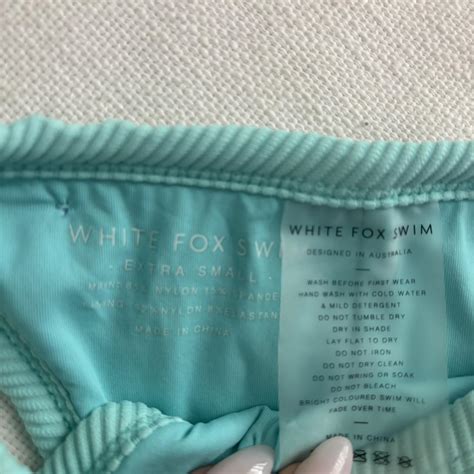 WHITE FOX SWIM
- EXTRA SMALL -
NYLON
NYLON
MADE IN CHINA
WHITE FOX SWIM
DESIGNED IN AUSTRALIA
WASH BEFORE FIRST WEAR
HAND WASH WITH COLD WATER
& MILD DETERGENT
DO NOT TUMBLE DRY
DRY IN SHADE
LAY FLAT TO DRY
DO NOT IRON
DO NOT DRY CLEAN
DO NOT WRING OR SOAK
DO NOT BLEACH
BRIGHT COLOURED SWIM WILL
FADE OVER TIME
MADE IN CHINA